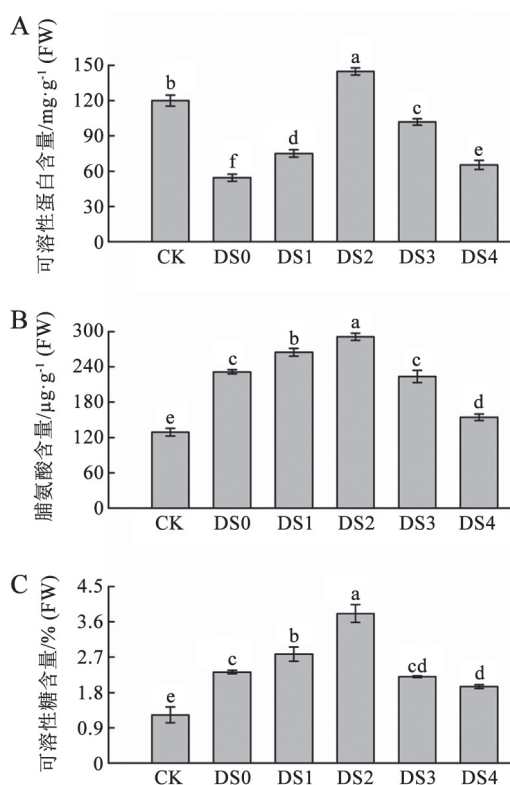 A
可溶性蛋白含量/mg·g⁻¹ (FW)
150
120
90
60
30
0
b
f
d
a
c
e
CK DS0 DS1 DS2 DS3 DS4
B
脯氨酸含量/μg·g⁻¹ (FW)
300
240
180
120
60
0
e
c
b
a
c
d
CK DS0 DS1 DS2 DS3 DS4
C
可溶性糖含量/% (FW)
4.5
3.6
2.7
1.8
0.9
0
e
c
b
a
cd
d
CK DS0 DS1 DS2 DS3 DS4